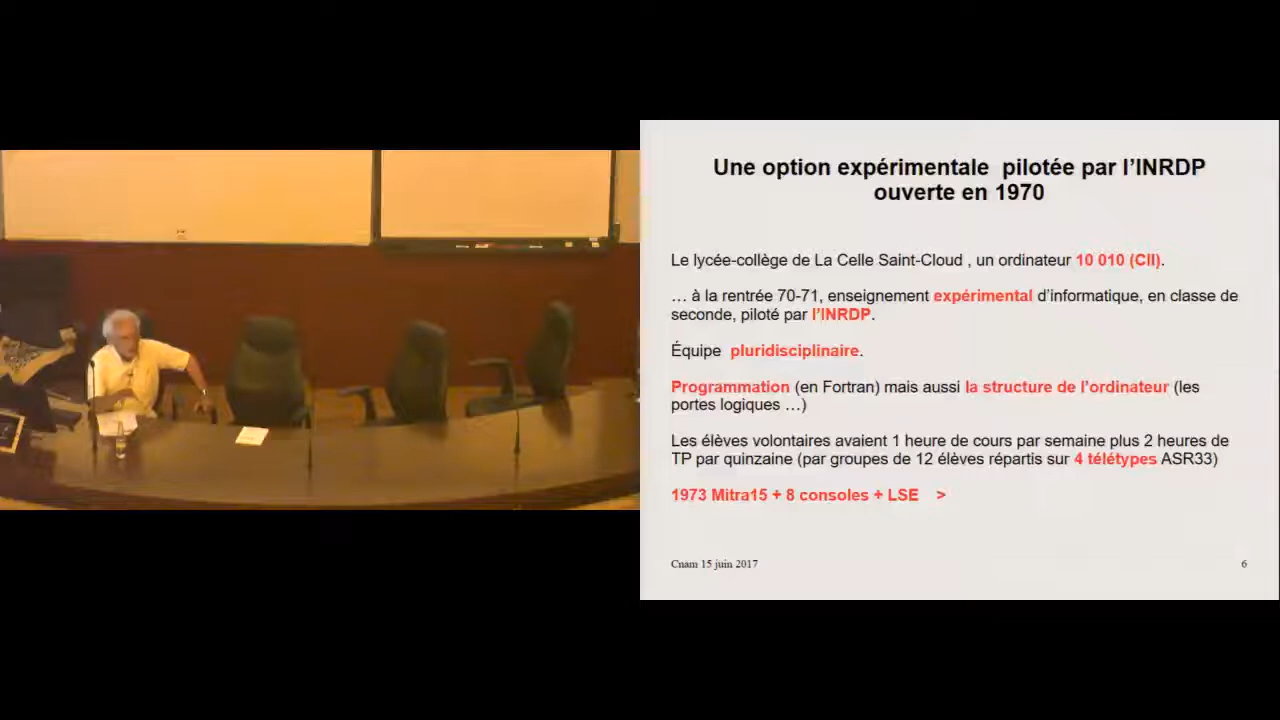 Une option expérimentale  pilotée par l’INRDP
ouverte en 1970
Le lycée-collège de La Celle Saint-Cloud , un ordinateur 10 010 (CII).
… à la rentrée 70-71, enseignement expérimental d’informatique, en classe de
seconde, piloté par l’INRDP.
Équipe  pluridisciplinaire.
Programmation (en Fortran) mais aussi la structure de l’ordinateur (les
portes logiques …)
Les élèves volontaires avaient 1 heure de cours par semaine plus 2 heures de
TP par quinzaine (par groupes de 12 élèves répartis sur 4 télétypes ASR33)
1973 Mitra15 + 8 consoles + LSE    >
Cnam 15 juin 2017
6